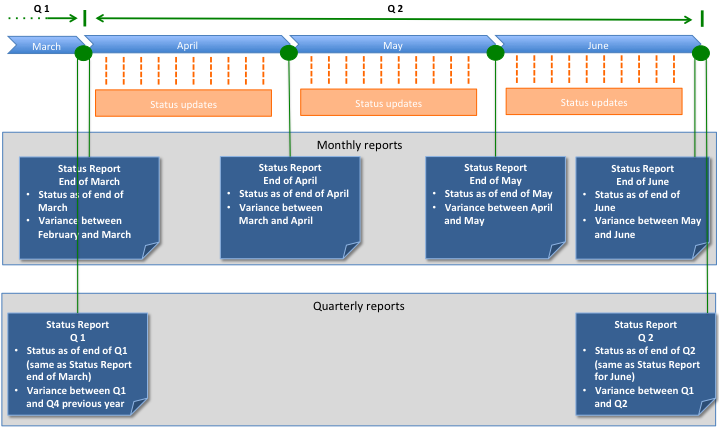 Q 1
Q 2
March
April
May
June
Status updates
Status updates
Status updates
Monthly reports
Status Report
End of March
• Status as of end of
March
• Variance between
February and March
Status Report
End of April
• Status as of end of April
• Variance between
March and April
Status Report
End of May
• Status as of end of May
• Variance between April
and May
Status Report
End of June
• Status as of end of
June
• Variance between May
and June
Quarterly reports
Status Report
Q 1
• Status as of end of Q1
(same as Status Report
end of March)
• Variance between Q1
and Q4 previous year
Status Report
Q 2
• Status as of end of Q2
(same as Status Report
for June)
• Variance between Q1
and Q2